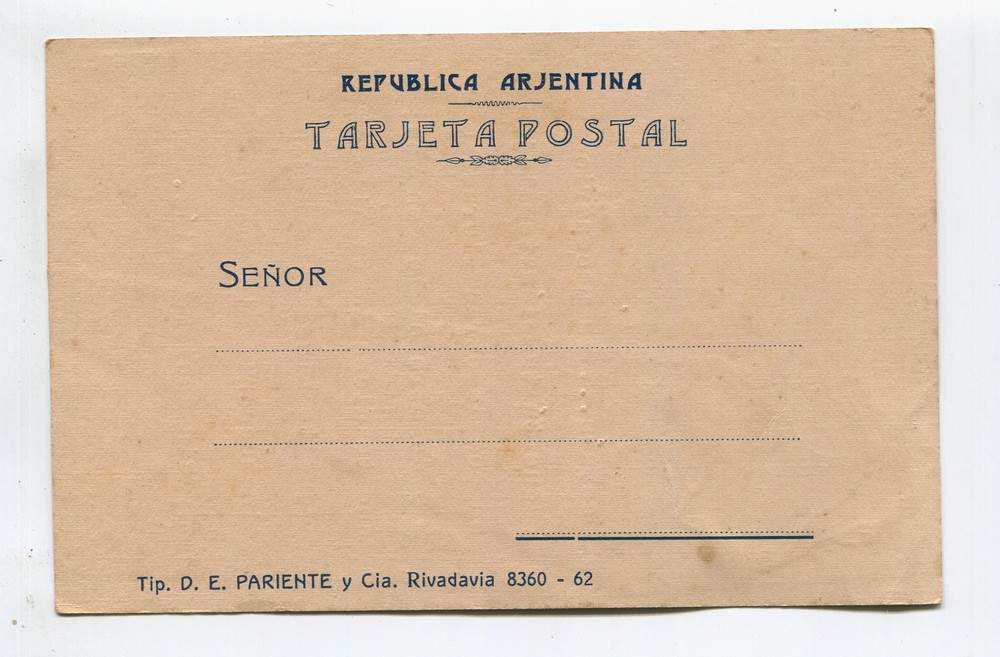 REPUBLICA ARJENTINA
TARJETA POSTAL
SEÑOR
Tip. D. E. PARIENTE y Cia. Rivadavia 8360 - 62